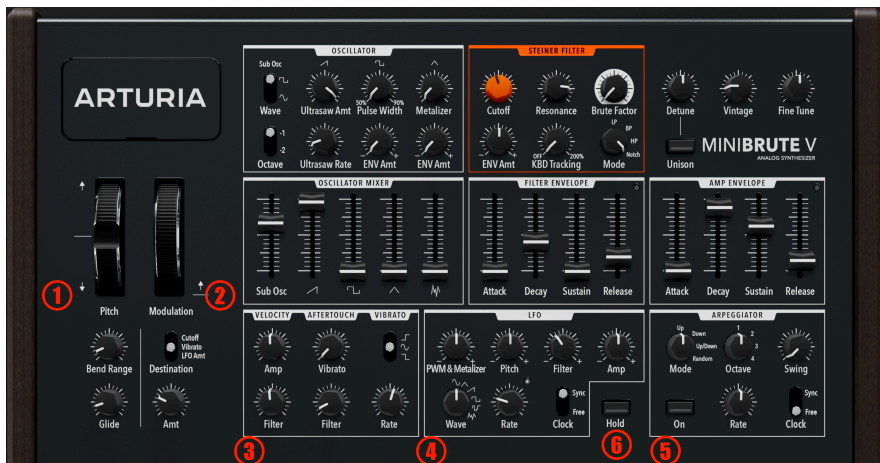 ARTURIA
OSCILLATOR
Sub Osc
Wave
Ultrasaw Amt
50% Pulse Width 90%
Metalizer
-1
-2
Octave
Ultrasaw Rate
ENV Amt
ENV Amt
STEINER FILTER
Cutoff
Resonance
Brute Factor
ENV Amt
OFF 200%
KBD Tracking
LP
BP
HP
Notch
Mode
Detune
Vintage
Fine Tune
Unison
MINIBRUTE V
ANALOG SYNTHESIZER
OSCILLATOR MIXER
Sub Osc
FILTER ENVELOPE
Attack
Decay
Sustain
Release
AMP ENVELOPE
Attack
Decay
Sustain
Release
1
Pitch
Modulation
2
Bend Range
Cutoff
Vibrato
LFO Amt
Destination
Glide
Amt
VELOCITY
AFTERTOUCH
VIBRATO
Amp
Vibrato
Filter
Filter
Rate
3
LFO
PWM & Metalizer
Pitch
Filter
Amp
Wave
Rate
Sync
Free
Clock
4
Hold
6
ARPEGGIATOR
Up
Down
Up/Down
Random
Mode
1
2
3
4
Octave
Swing
On
Rate
Sync
Free
Clock
5